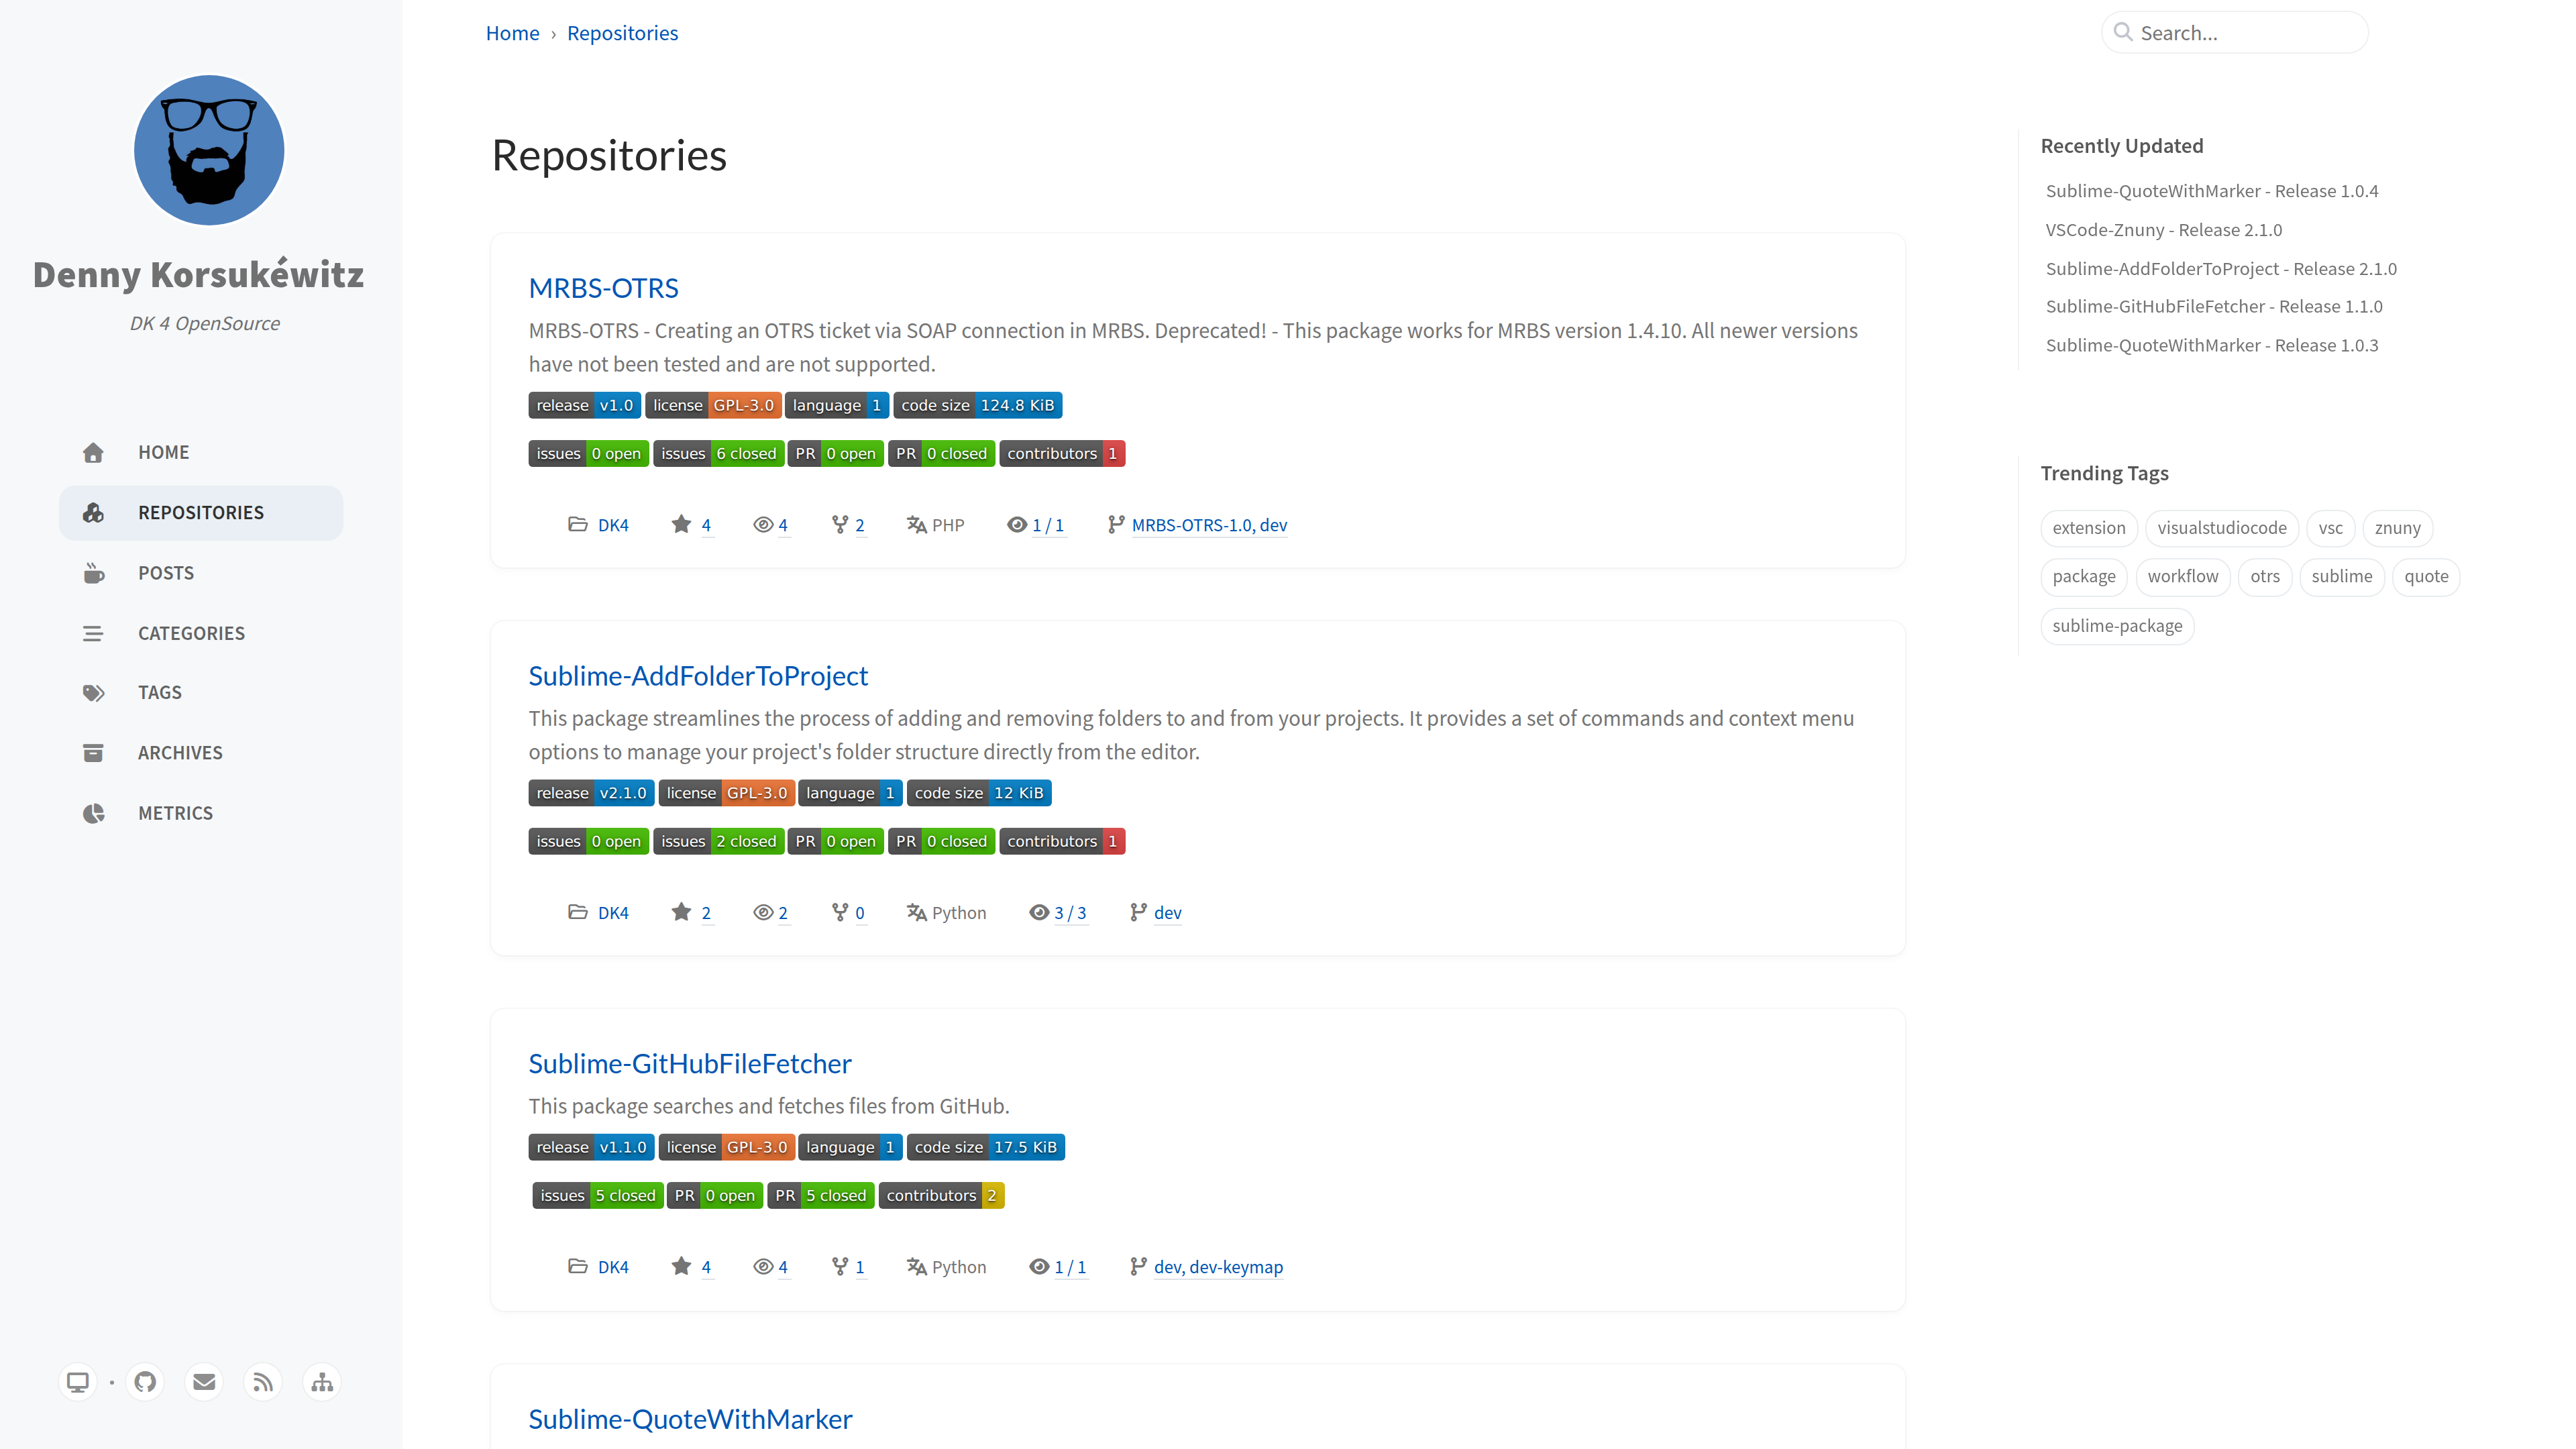 Denny Korsukéwitz
DK 4 OpenSource
HOME
REPOSITORIES
POSTS
CATEGORIES
TAGS
ARCHIVES
METRICS
Home › Repositories
Search...
Repositories
MRBS-OTRS
MRBS-OTRS - Creating an OTRS ticket via SOAP connection in MRBS. Deprecated! - This package works for MRBS version 1.4.10. All newer versions
have not been tested and are not supported.
release v1.0 license GPL-3.0 language 1 code size 124.8 KiB
issues 0 open issues 6 closed PR 0 open PR 0 closed contributors 1
DK4 4 4 2 PHP 1 / 1 MRBS-OTRS-1.0, dev
Sublime-AddFolderToProject
This package streamlines the process of adding and removing folders to and from your projects. It provides a set of commands and context menu
options to manage your project's folder structure directly from the editor.
release v2.1.0 license GPL-3.0 language 1 code size 12 KiB
issues 0 open issues 2 closed PR 0 open PR 0 closed contributors 1
DK4 2 2 0 Python 3 / 3 dev
Sublime-GitHubFileFetcher
This package searches and fetches files from GitHub.
release v1.1.0 license GPL-3.0 language 1 code size 17.5 KiB
issues 5 closed PR 0 open PR 5 closed contributors 2
DK4 4 4 1 Python 1 / 1 dev, dev-keymap
Sublime-QuoteWithMarker
Recently Updated
Sublime-QuoteWithMarker - Release 1.0.4
VSCode-Znuny - Release 2.1.0
Sublime-AddFolderToProject - Release 2.1.0
Sublime-GitHubFileFetcher - Release 1.1.0
Sublime-QuoteWithMarker - Release 1.0.3
Trending Tags
extension visualstudiocode vsc znuny
package workflow otrs sublime quote
sublime-package